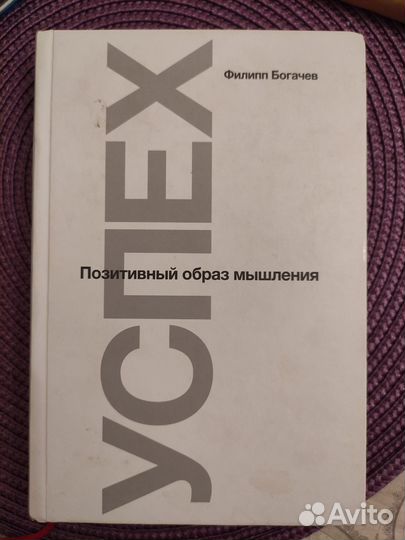 Филипп Богачев
УСПЕХ
Позитивный образ мышления
Avito